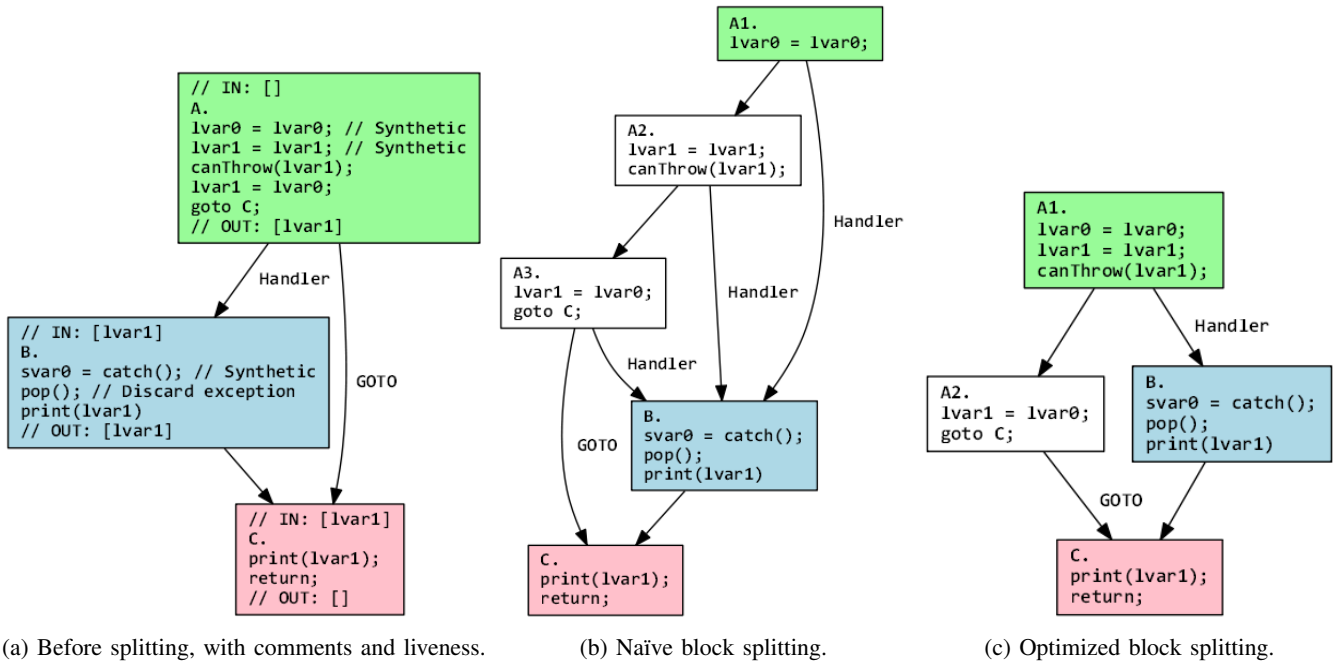 // IN: []
A.
lvar0 = lvar0; // Synthetic
lvar1 = lvar1; // Synthetic
canThrow(lvar1);
lvar1 = lvar0;
goto C;
// OUT: [lvar1]
Handler
GOTO
// IN: [lvar1]
B.
svar0 = catch(); // Synthetic
pop(); // Discard exception
print(lvar1)
// OUT: [lvar1]
// IN: [lvar1]
C.
print(lvar1);
return;
// OUT: []
(a) Before splitting, with comments and liveness.
A1.
lvar0 = lvar0;
A2.
lvar1 = lvar1;
canThrow(lvar1);
Handler
A3.
lvar1 = lvar0;
goto C;
Handler
Handler
GOTO
B.
svar0 = catch();
pop();
print(lvar1)
C.
print(lvar1);
return;
(b) Naïve block splitting.
A1.
lvar0 = lvar0;
lvar1 = lvar1;
canThrow(lvar1);
Handler
A2.
lvar1 = lvar0;
goto C;
B.
svar0 = catch();
pop();
print(lvar1)
GOTO
C.
print(lvar1);
return;
(c) Optimized block splitting.